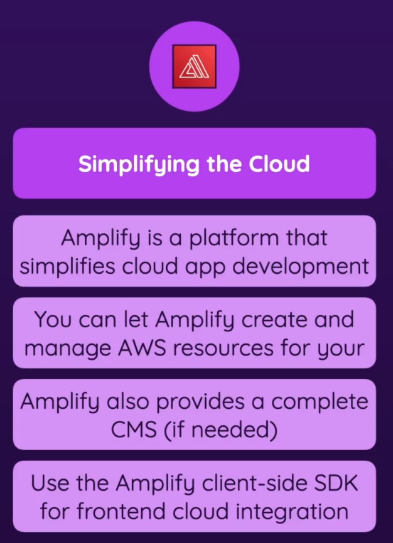 Simplifying the Cloud
Amplify is a platform that
simplifies cloud app development
You can let Amplify create and
manage AWS resources for your
Amplify also provides a complete
CMS (if needed)
Use the Amplify client-side SDK
for frontend cloud integration